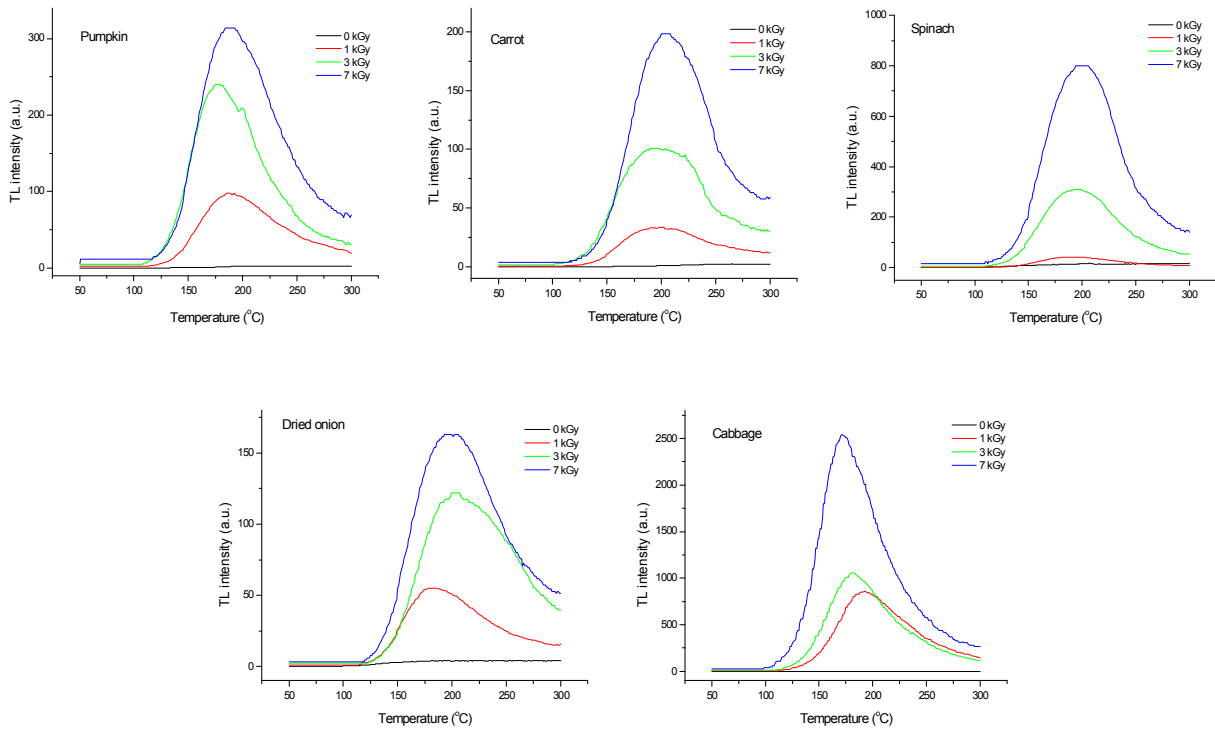 Pumpkin
0 kGy
1 kGy
3 kGy
7 kGy
TL intensity (a.u.)
300
200
100
0
50 100 150 200 250 300
Temperature (°C)
Carrot
0 kGy
1 kGy
3 kGy
7 kGy
TL intensity (a.u.)
200
150
100
50
0
50 100 150 200 250 300
Temperature (°C)
Spinach
0 kGy
1 kGy
3 kGy
7 kGy
TL intensity (a.u.)
1000
800
600
400
200
0
50 100 150 200 250 300
Temperature (°C)
Dried onion
0 kGy
1 kGy
3 kGy
7 kGy
TL intensity (a.u.)
150
100
50
0
50 100 150 200 250 300
Temperature (°C)
Cabbage
0 kGy
1 kGy
3 kGy
7 kGy
TL intensity (a.u.)
2500
2000
1500
1000
500
0
50 100 150 200 250 300
Temperature (°C)